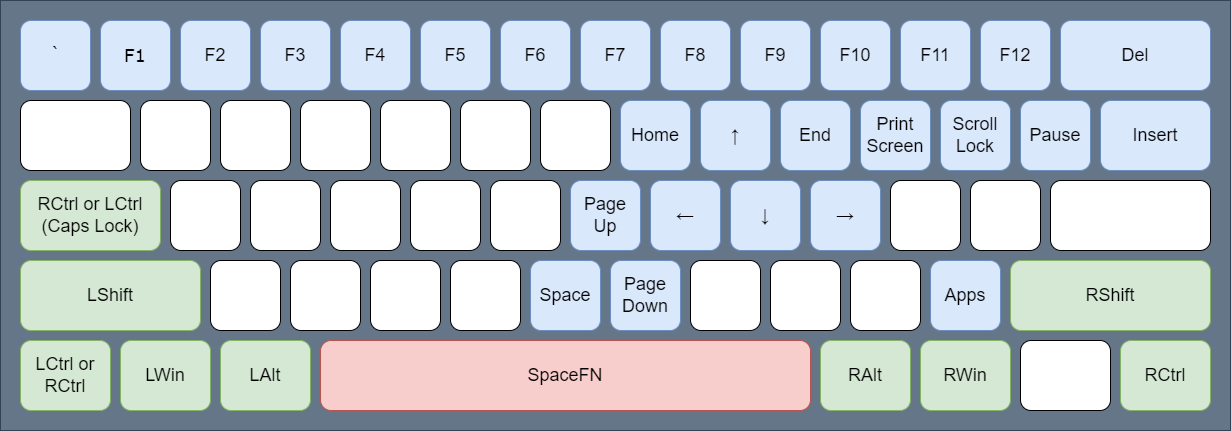 ` F1 F2 F3 F4 F5 F6 F7 F8 F9 F10 F11 F12 Del
Home ↑ End Print Screen Scroll Lock Pause Insert
RCtrl or LCtrl (Caps Lock) Page Up ← ↓ →
LShift Space Page Down Apps RShift
LCtrl or RCtrl LWin LAlt SpaceFN RAlt RWin RCtrl